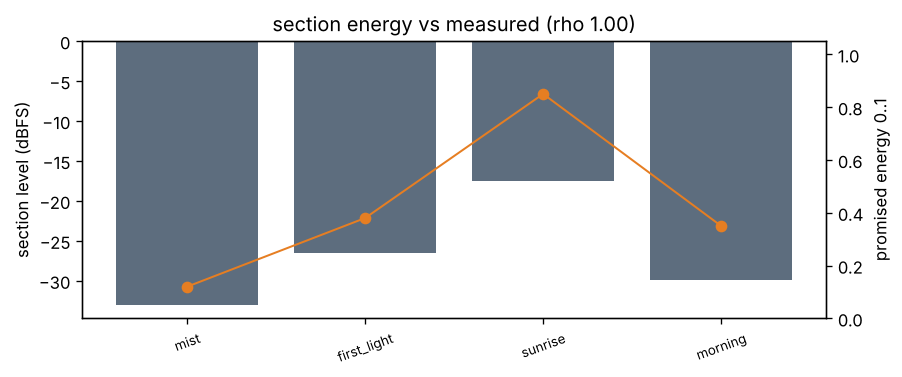 section energy vs measured (rho 1.00)
section level (dBFS)
0
−5
−10
−15
−20
−25
−30
1.0
0.8
0.6
0.4
0.2
0.0
promised energy 0..1
mist
first_light
sunrise
morning